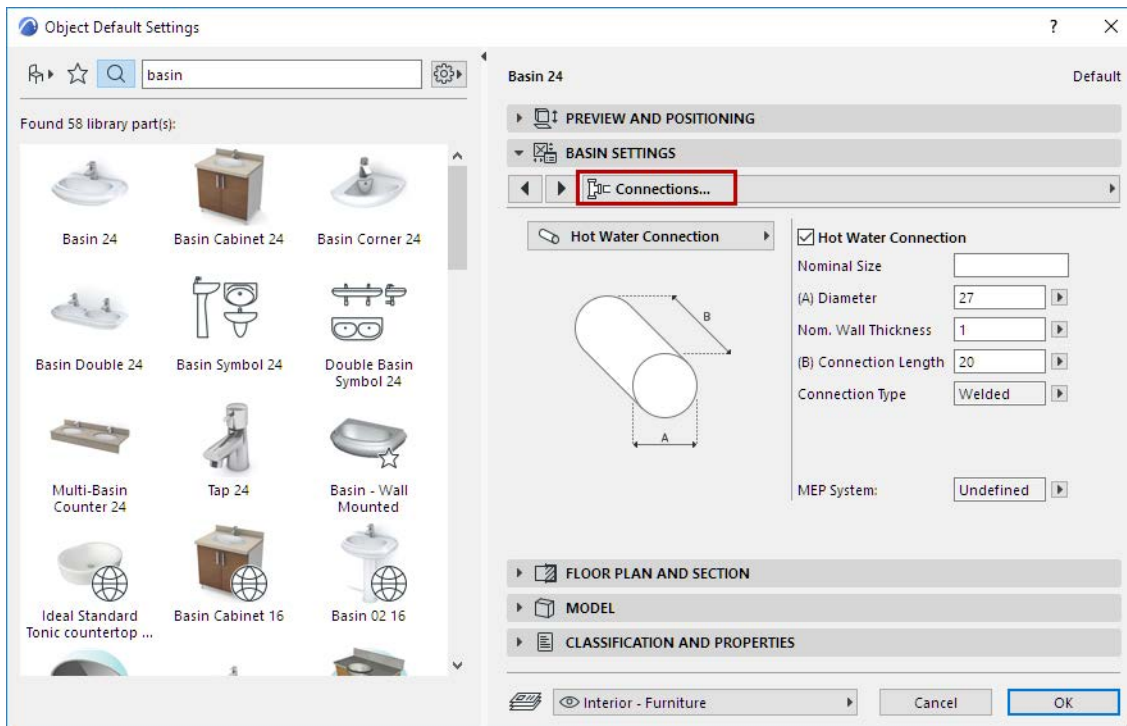 Object Default Settings
?
basin
Found 58 library part(s):
Basin 24
Basin Cabinet 24
Basin Corner 24
Basin Double 24
Basin Symbol 24
Double Basin
Symbol 24
Multi-Basin
Counter 24
Tap 24
Basin - Wall
Mounted
Ideal Standard
Tonic countertop ...
Basin Cabinet 16
Basin 02 16
Basin 24
Default
PREVIEW AND POSITIONING
BASIN SETTINGS
Connections...
Hot Water Connection
B
A
Hot Water Connection
Nominal Size
(A) Diameter
27
Nom. Wall Thickness
1
(B) Connection Length
20
Connection Type
Welded
MEP System:
Undefined
FLOOR PLAN AND SECTION
MODEL
CLASSIFICATION AND PROPERTIES
Interior - Furniture
Cancel
OK